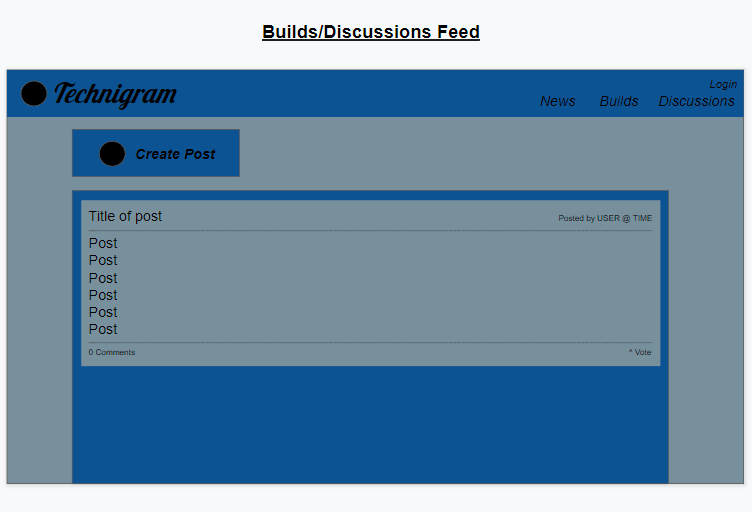 Builds/Discussions Feed
Technigram
Login
News Builds Discussions
Create Post
Title of post Posted by USER @ TIME
Post
Post
Post
Post
Post
Post
0 Comments ^ Vote